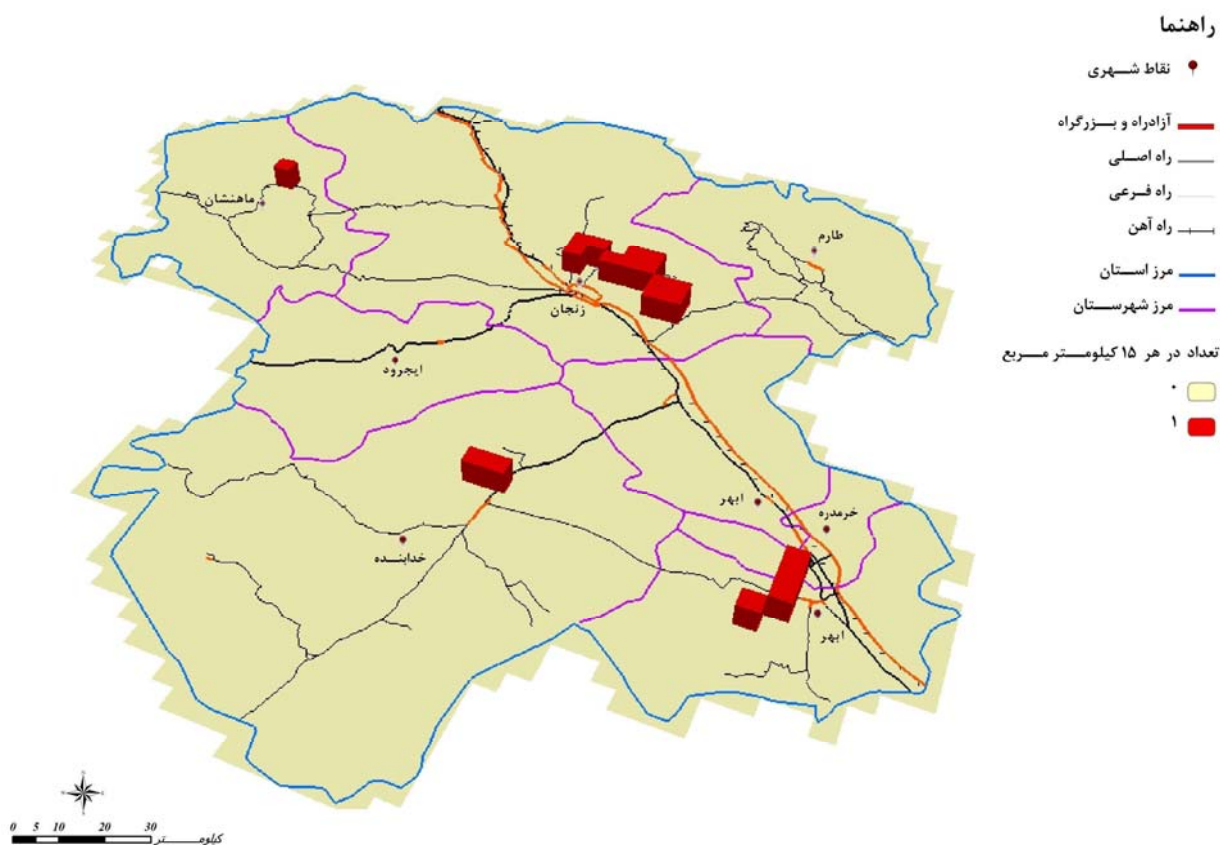 راهنما
نقاط شهری
آزادراه و بزرگراه
راه اصلی
راه فرعی
راه آهن
مرز استان
مرز شهرستان
تعداد در هر ۱۵ کیلومتر مربع
۰
۱
ماهنشان
طارم
زنجان
ایجرود
ابهر
خرمدره
خدابنده
ابهر
0 5 10 20 30
کیلومتر